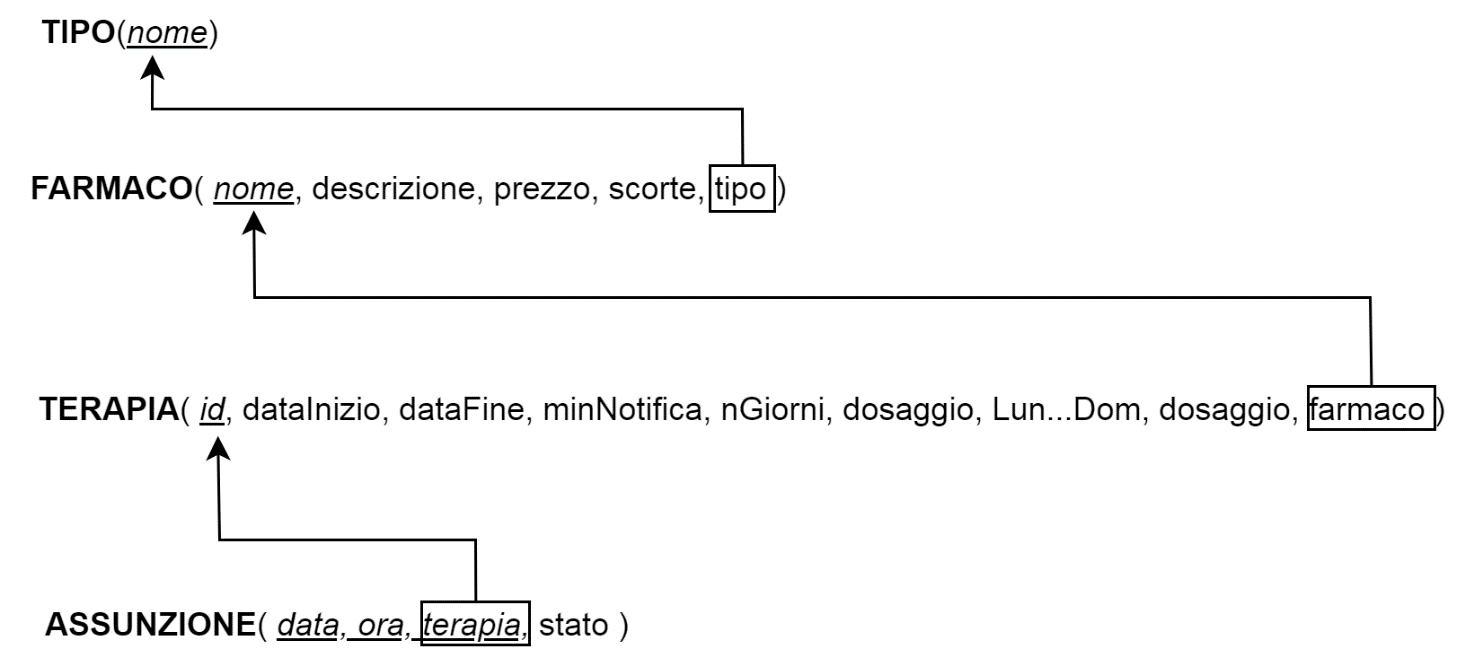 TIPO(nome)
FARMACO( nome, descrizione, prezzo, scorte, tipo )
TERAPIA( id, dataInizio, dataFine, minNotifica, nGiorni, dosaggio, Lun...Dom, dosaggio, farmaco )
ASSUNZIONE( data, ora, terapia, stato )